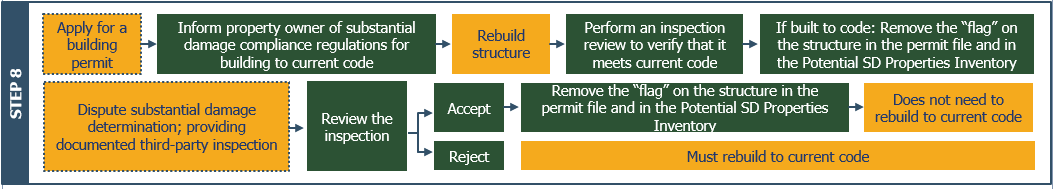 STEP 8
Apply for a
building
permit
Inform property owner of substantial
damage compliance regulations for
building to current code
Rebuild
structure
Perform an inspection
review to verify that it
meets current code
If built to code: Remove the “flag” on
the structure in the permit file and in
the Potential SD Properties Inventory
Dispute substantial damage
determination; providing
documented third-party inspection
Review the
inspection
Accept
Remove the “flag” on the structure in the
permit file and in the Potential SD Properties
Inventory
Does not need to
rebuild to current code
Reject
Must rebuild to current code